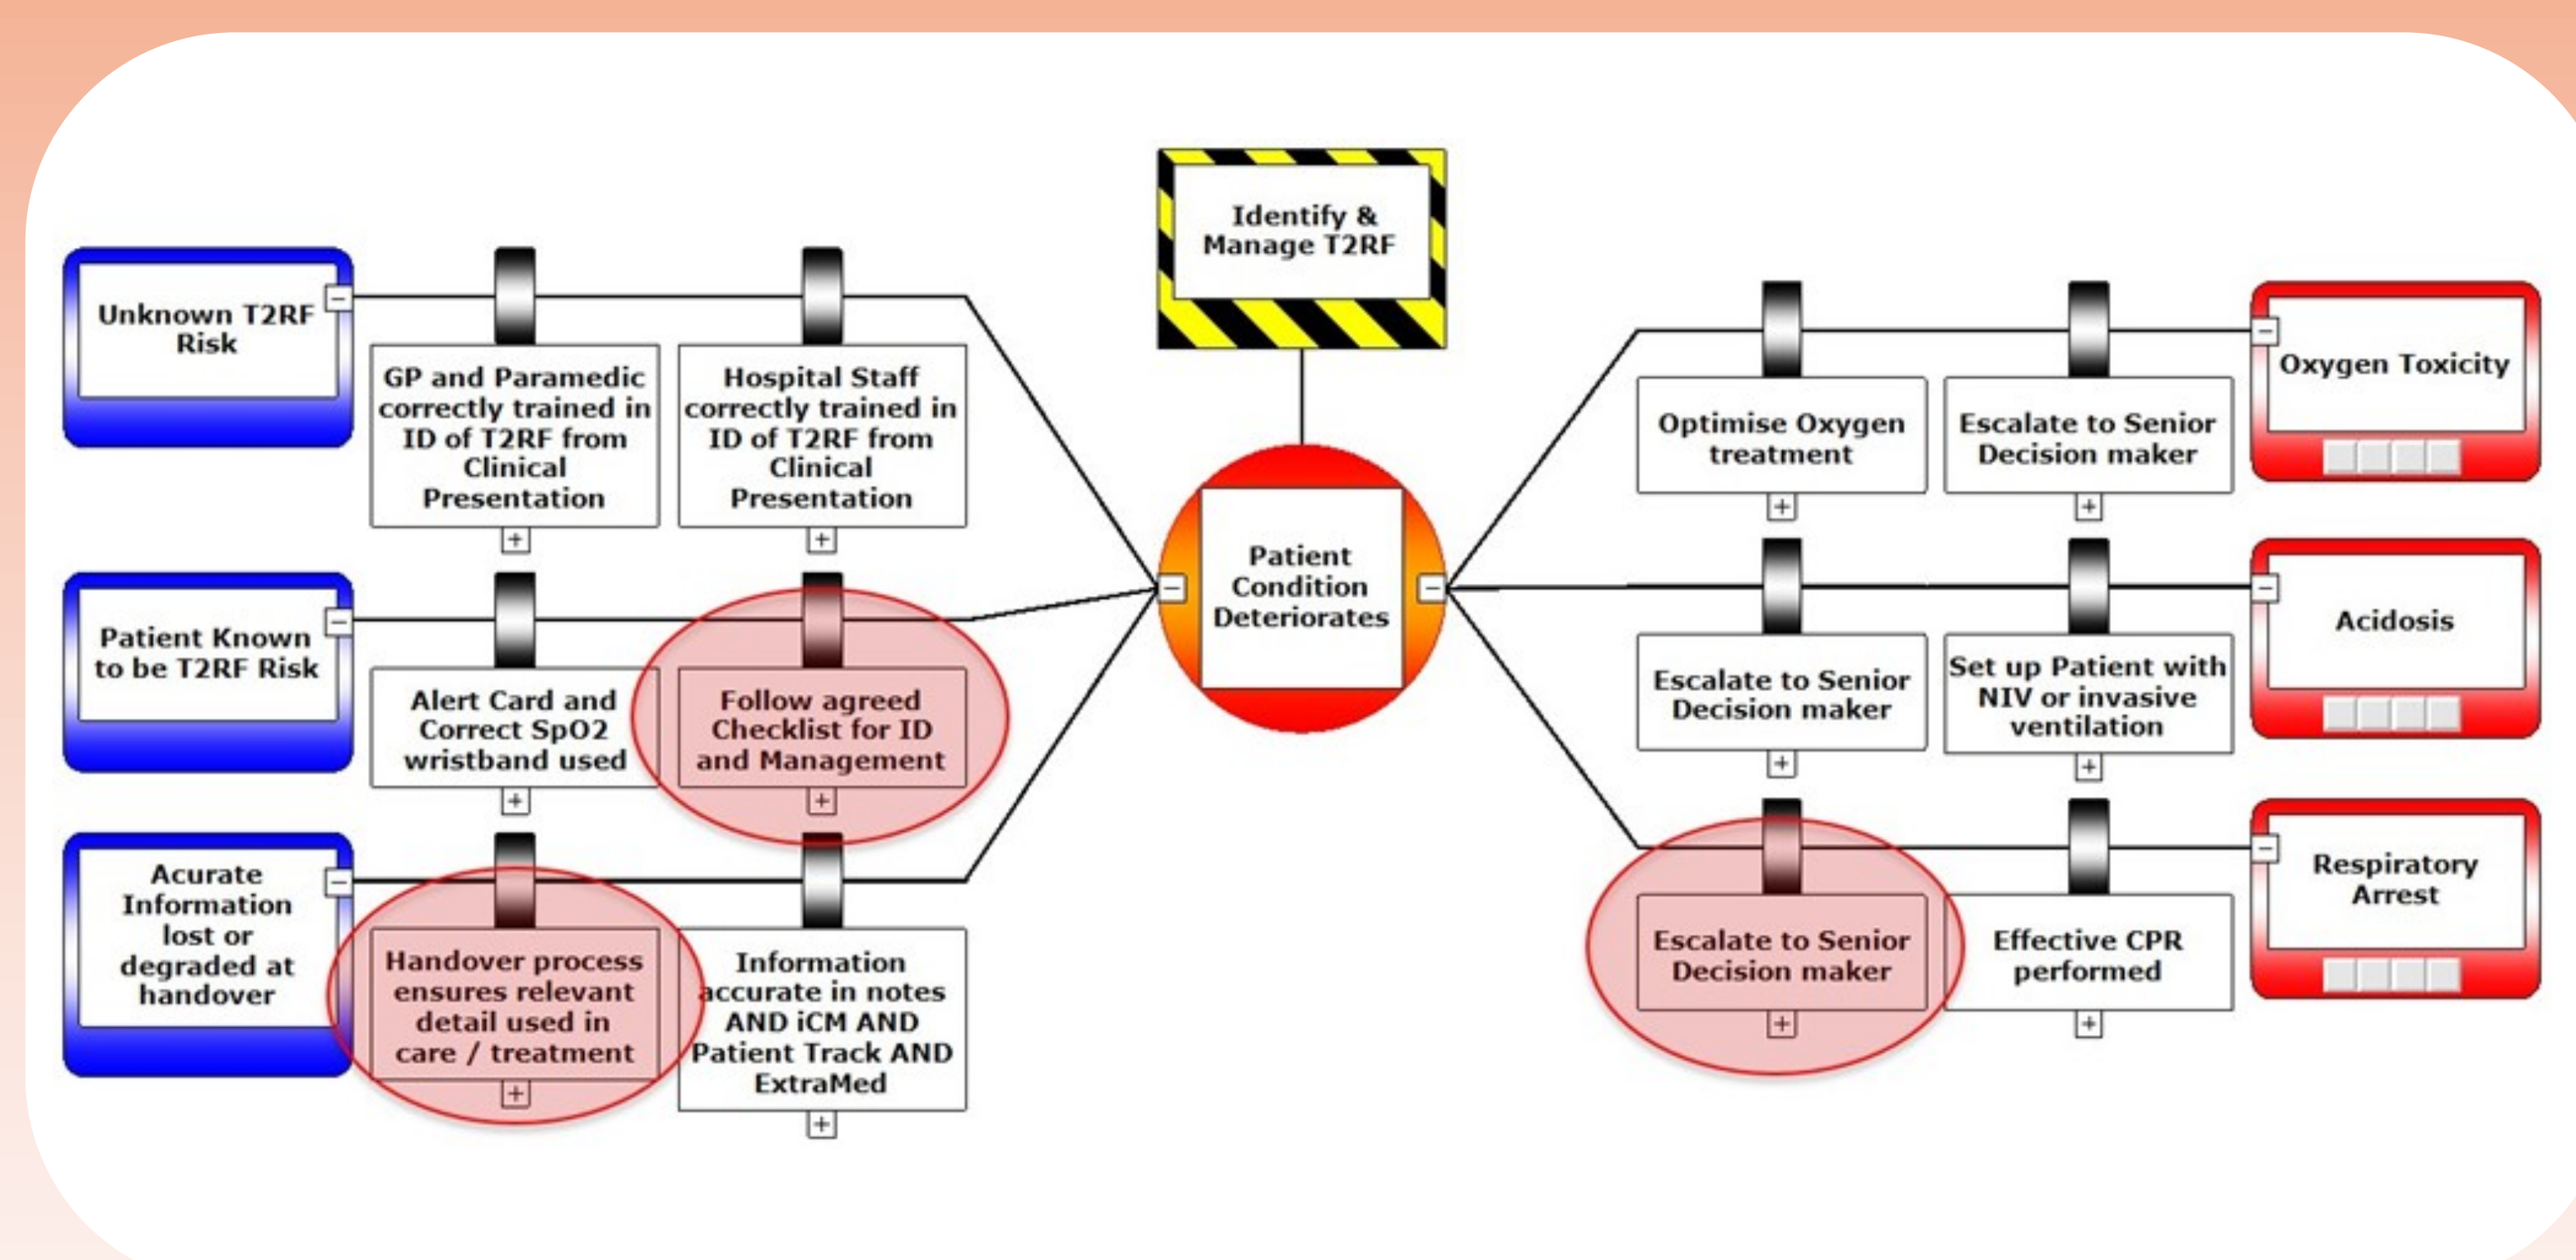 Identify &
Manage T2RF
Unknown T2RF
Risk
GP and Paramedic
correctly trained in
ID of T2RF from
Clinical
Presentation
Hospital Staff
correctly trained in
ID of T2RF from
Clinical
Presentation
Patient Known
to be T2RF Risk
Alert Card and
Correct SpO2
wristband used
Follow agreed
Checklist for ID
and Management
Acurate
Information
lost or
degraded at
handover
Handover process
ensures relevant
detail used in
care / treatment
Information
accurate in notes
AND iCM AND
Patient Track AND
ExtraMed
Patient
Condition
Deteriorates
Optimise Oxygen
treatment
Escalate to Senior
Decision maker
Oxygen Toxicity
Escalate to Senior
Decision maker
Set up Patient with
NIV or invasive
ventilation
Acidosis
Escalate to Senior
Decision maker
Effective CPR
performed
Respiratory
Arrest